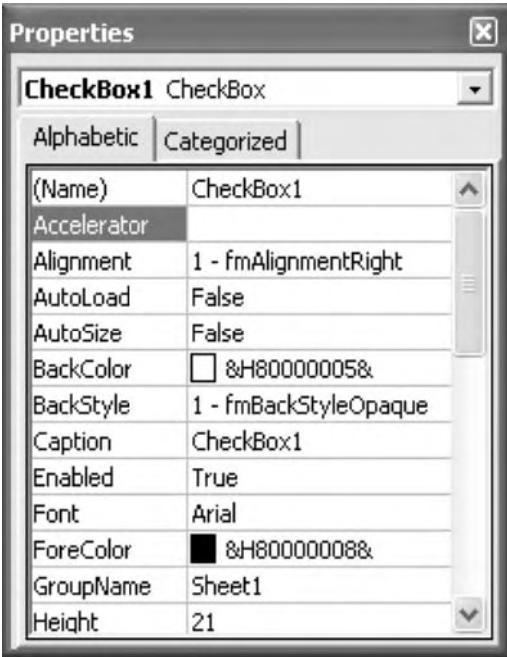 Properties
CheckBox1 CheckBox
Alphabetic Categorized
(Name) CheckBox1
Accelerator
Alignment 1 - fmAlignmentRight
AutoLoad False
AutoSize False
BackColor &H80000005&
BackStyle 1 - fmBackStyleOpaque
Caption CheckBox1
Enabled True
Font Arial
ForeColor &H80000008&
GroupName Sheet1
Height 21